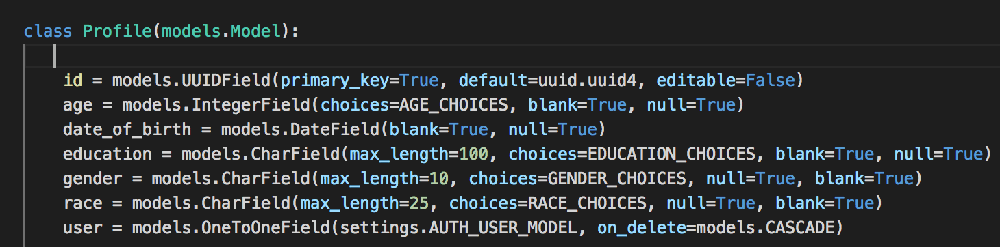 class Profile(models.Model):
id = models.UUIDField(primary_key=True, default=uuid.uuid4, editable=False)
age = models.IntegerField(choices=AGE_CHOICES, blank=True, null=True)
date_of_birth = models.DateField(blank=True, null=True)
education = models.CharField(max_length=100, choices=EDUCATION_CHOICES, blank=True, null=True)
gender = models.CharField(max_length=10, choices=GENDER_CHOICES, null=True, blank=True)
race = models.CharField(max_length=25, choices=RACE_CHOICES, null=True, blank=True)
user = models.OneToOneField(settings.AUTH_USER_MODEL, on_delete=models.CASCADE)